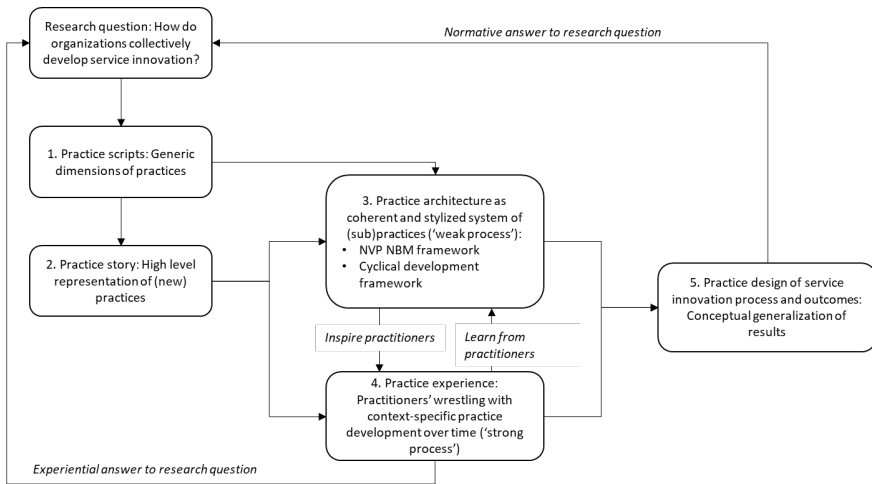 Research question: How do
organizations collectively
develop service innovation?
Normative answer to research question
1. Practice scripts: Generic
dimensions of practices
2. Practice story: High level
representation of (new)
practices
3. Practice architecture as
coherent and stylized system of
(sub)practices (‘weak process’):
• NVP NBM framework
• Cyclical development
framework
Inspire practitioners
Learn from
practitioners
4. Practice experience:
Practitioners’ wrestling with
context-specific practice
development over time (‘strong
process’)
5. Practice design of service
innovation process and outcomes:
Conceptual generalization of
results
Experiential answer to research question